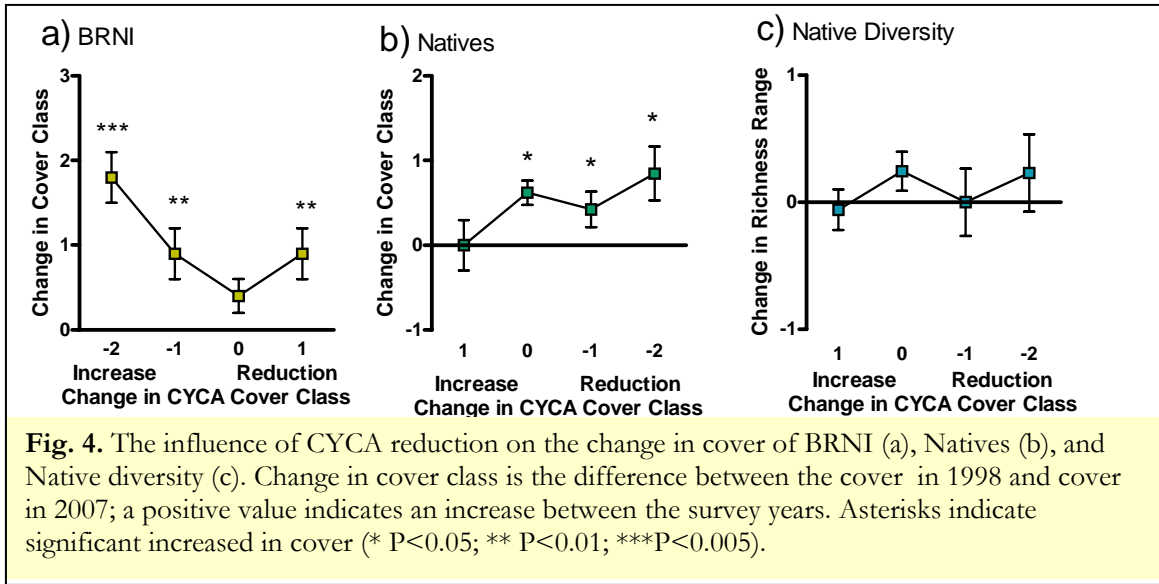 a) BRNI
b) Natives
c) Native Diversity
Change in Cover Class
3
2
1
0
***
**
**
-2 -1 0 1
Increase Reduction
Change in CYCA Cover Class
Change in Cover Class
2
1
0
-1
*
*
*
1 0 -1 -2
Increase Reduction
Change in CYCA Cover Class
Change in Richness Range
1
0
-1
1 0 -1 -2
Increase Reduction
Change in CYCA Cover Class
Fig. 4. The influence of CYCA reduction on the change in cover of BRNI (a), Natives (b), and
Native diversity (c). Change in cover class is the difference between the cover in 1998 and cover
in 2007; a positive value indicates an increase between the survey years. Asterisks indicate
significant increased in cover (* P<0.05; ** P<0.01; ***P<0.005).